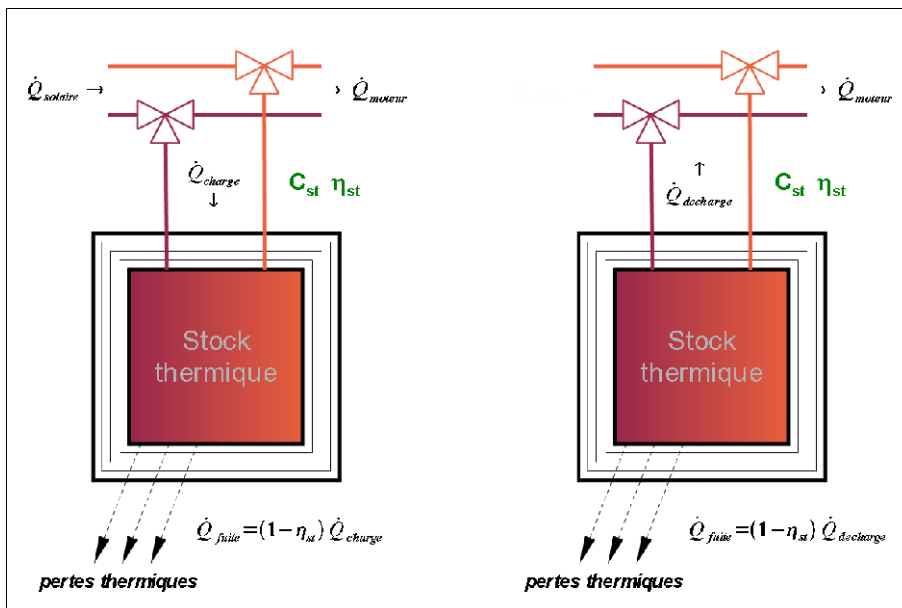 Q̇solaire →
→ Q̇moteur
Q̇charge
↓
Cst ηst
Stock
thermique
Q̇fuite = (1− ηst) Q̇charge
pertes thermiques
→ Q̇moteur
↑
Q̇decharge
Cst ηst
Stock
thermique
Q̇fuite = (1− ηst) Q̇decharge
pertes thermiques